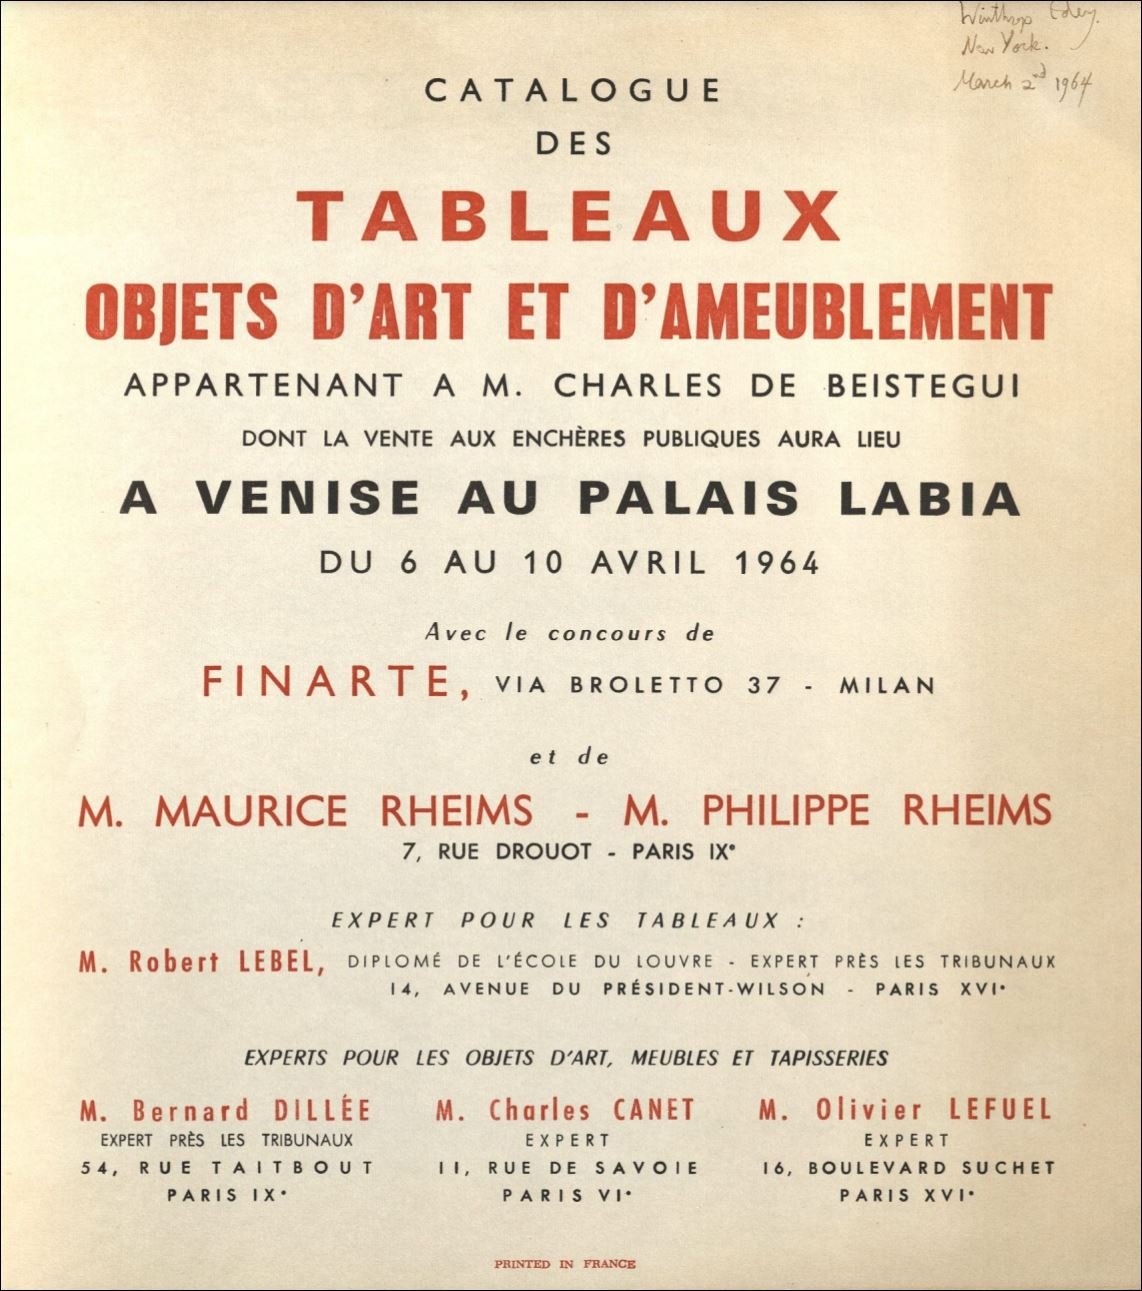 Winthrop Edey.
New York.
March 2nd 1964
CATALOGUE
DES
TABLEAUX
OBJETS D'ART ET D'AMEUBLEMENT
APPARTENANT A M. CHARLES DE BEISTEGUI
DONT LA VENTE AUX ENCHÈRES PUBLIQUES AURA LIEU
A VENISE AU PALAIS LABIA
DU 6 AU 10 AVRIL 1964
Avec le concours de
FINARTE, VIA BROLETTO 37 - MILAN
et de
M. MAURICE RHEIMS - M. PHILIPPE RHEIMS
7, RUE DROUOT - PARIS IXe
EXPERT POUR LES TABLEAUX :
M. Robert LEBEL, DIPLOMÉ DE L'ÉCOLE DU LOUVRE - EXPERT PRÈS LES TRIBUNAUX
14, AVENUE DU PRÉSIDENT-WILSON - PARIS XVIe
EXPERTS POUR LES OBJETS D'ART, MEUBLES ET TAPISSERIES
M. Bernard DILLÉE
EXPERT PRÈS LES TRIBUNAUX
54, RUE TAITBOUT
PARIS IXe
M. Charles CANET
EXPERT
11, RUE DE SAVOIE
PARIS VIe
M. Olivier LEFUEL
EXPERT
16, BOULEVARD SUCHET
PARIS XVIe
PRINTED IN FRANCE